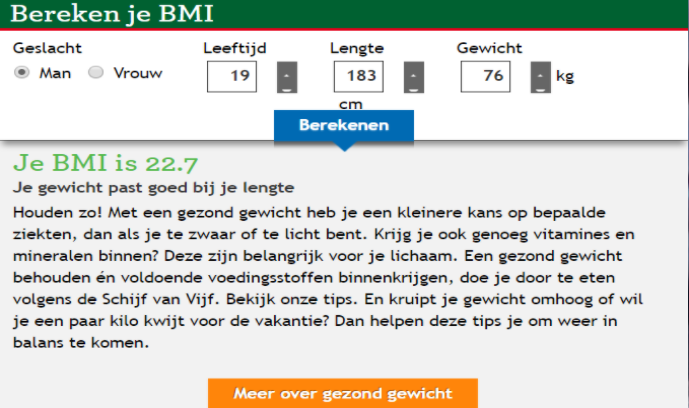 Bereken je BMI
Geslacht Leeftijd Lengte Gewicht
Man Vrouw 19 183 76 kg
cm
Berekenen
Je BMI is 22.7
Je gewicht past goed bij je lengte
Houden zo! Met een gezond gewicht heb je een kleinere kans op bepaalde
ziekten, dan als je te zwaar of te licht bent. Krijg je ook genoeg vitamines en
mineralen binnen? Deze zijn belangrijk voor je lichaam. Een gezond gewicht
behouden én voldoende voedingsstoffen binnenkrijgen, doe je door te eten
volgens de Schijf van Vijf. Bekijk onze tips. En kruipt je gewicht omhoog of wil
je een paar kilo kwijt voor de vakantie? Dan helpen deze tips je om weer in
balans te komen.
Meer over gezond gewicht